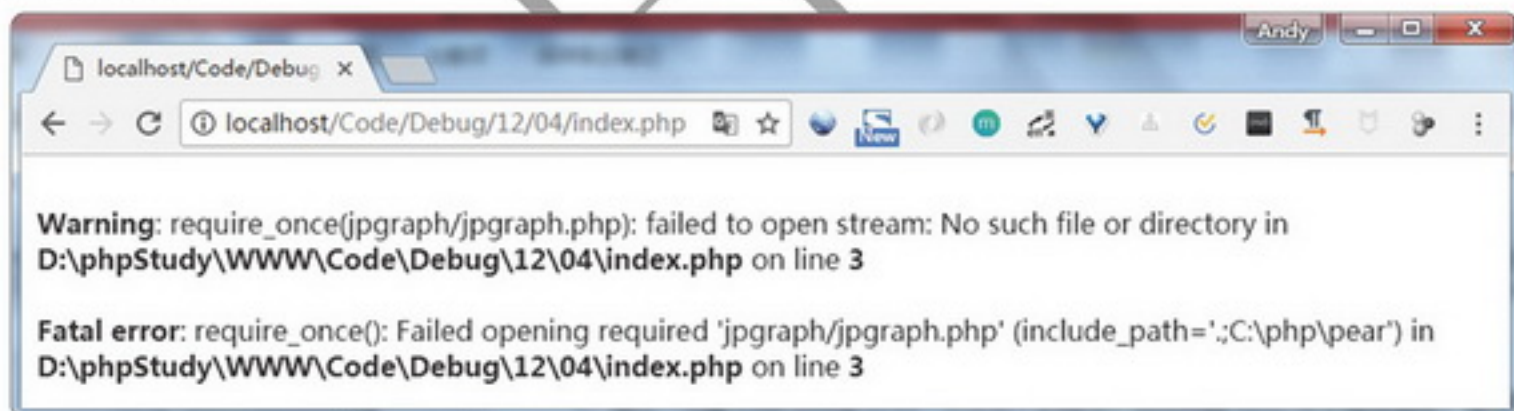 Andy
localhost/Code/Debug
localhost/Code/Debug/12/04/index.php
New
Warning: require_once(jpgraph/jpgraph.php): failed to open stream: No such file or directory in
D:\phpStudy\WWW\Code\Debug\12\04\index.php on line 3
Fatal error: require_once(): Failed opening required 'jpgraph/jpgraph.php' (include_path='.;C:\php\pear') in
D:\phpStudy\WWW\Code\Debug\12\04\index.php on line 3